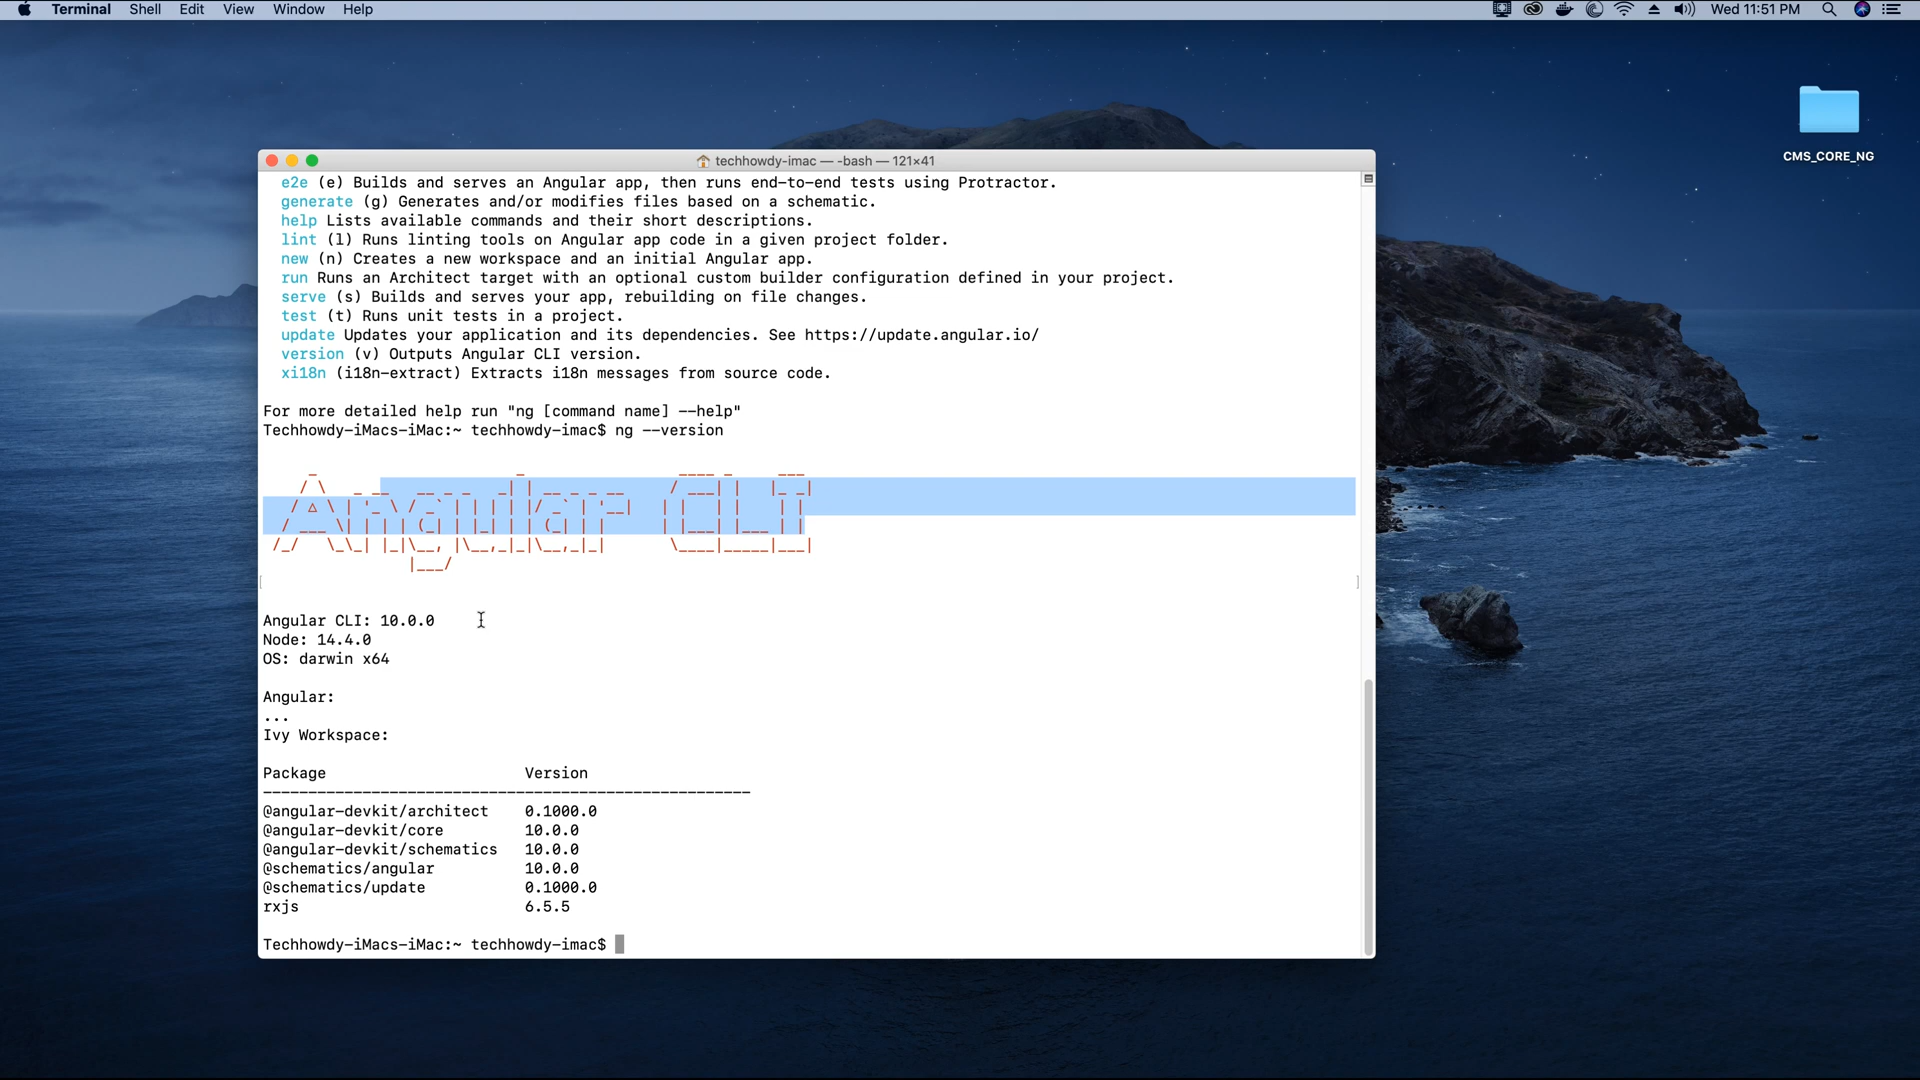 Terminal Shell Edit View Window Help Wed 11:51 PM
CMS_CORE_NG
techhowdy-imac — -bash — 121×41
e2e (e) Builds and serves an Angular app, then runs end-to-end tests using Protractor.
generate (g) Generates and/or modifies files based on a schematic.
help Lists available commands and their short descriptions.
lint (l) Runs linting tools on Angular app code in a given project folder.
new (n) Creates a new workspace and an initial Angular app.
run Runs an Architect target with an optional custom builder configuration defined in your project.
serve (s) Builds and serves your app, rebuilding on file changes.
test (t) Runs unit tests in a project.
update Updates your application and its dependencies. See https://update.angular.io/
version (v) Outputs Angular CLI version.
xi18n (i18n-extract) Extracts i18n messages from source code.
For more detailed help run "ng [command name] --help"
Techhowdy-iMacs-iMac:~ techhowdy-imac$ ng --version
Angular CLI
Angular CLI: 10.0.0
Node: 14.4.0
OS: darwin x64
Angular:
...
Ivy Workspace:
Package Version
------------------------------------------------------
@angular-devkit/architect 0.1000.0
@angular-devkit/core 10.0.0
@angular-devkit/schematics 10.0.0
@schematics/angular 10.0.0
@schematics/update 0.1000.0
rxjs 6.5.5
Techhowdy-iMacs-iMac:~ techhowdy-imac$